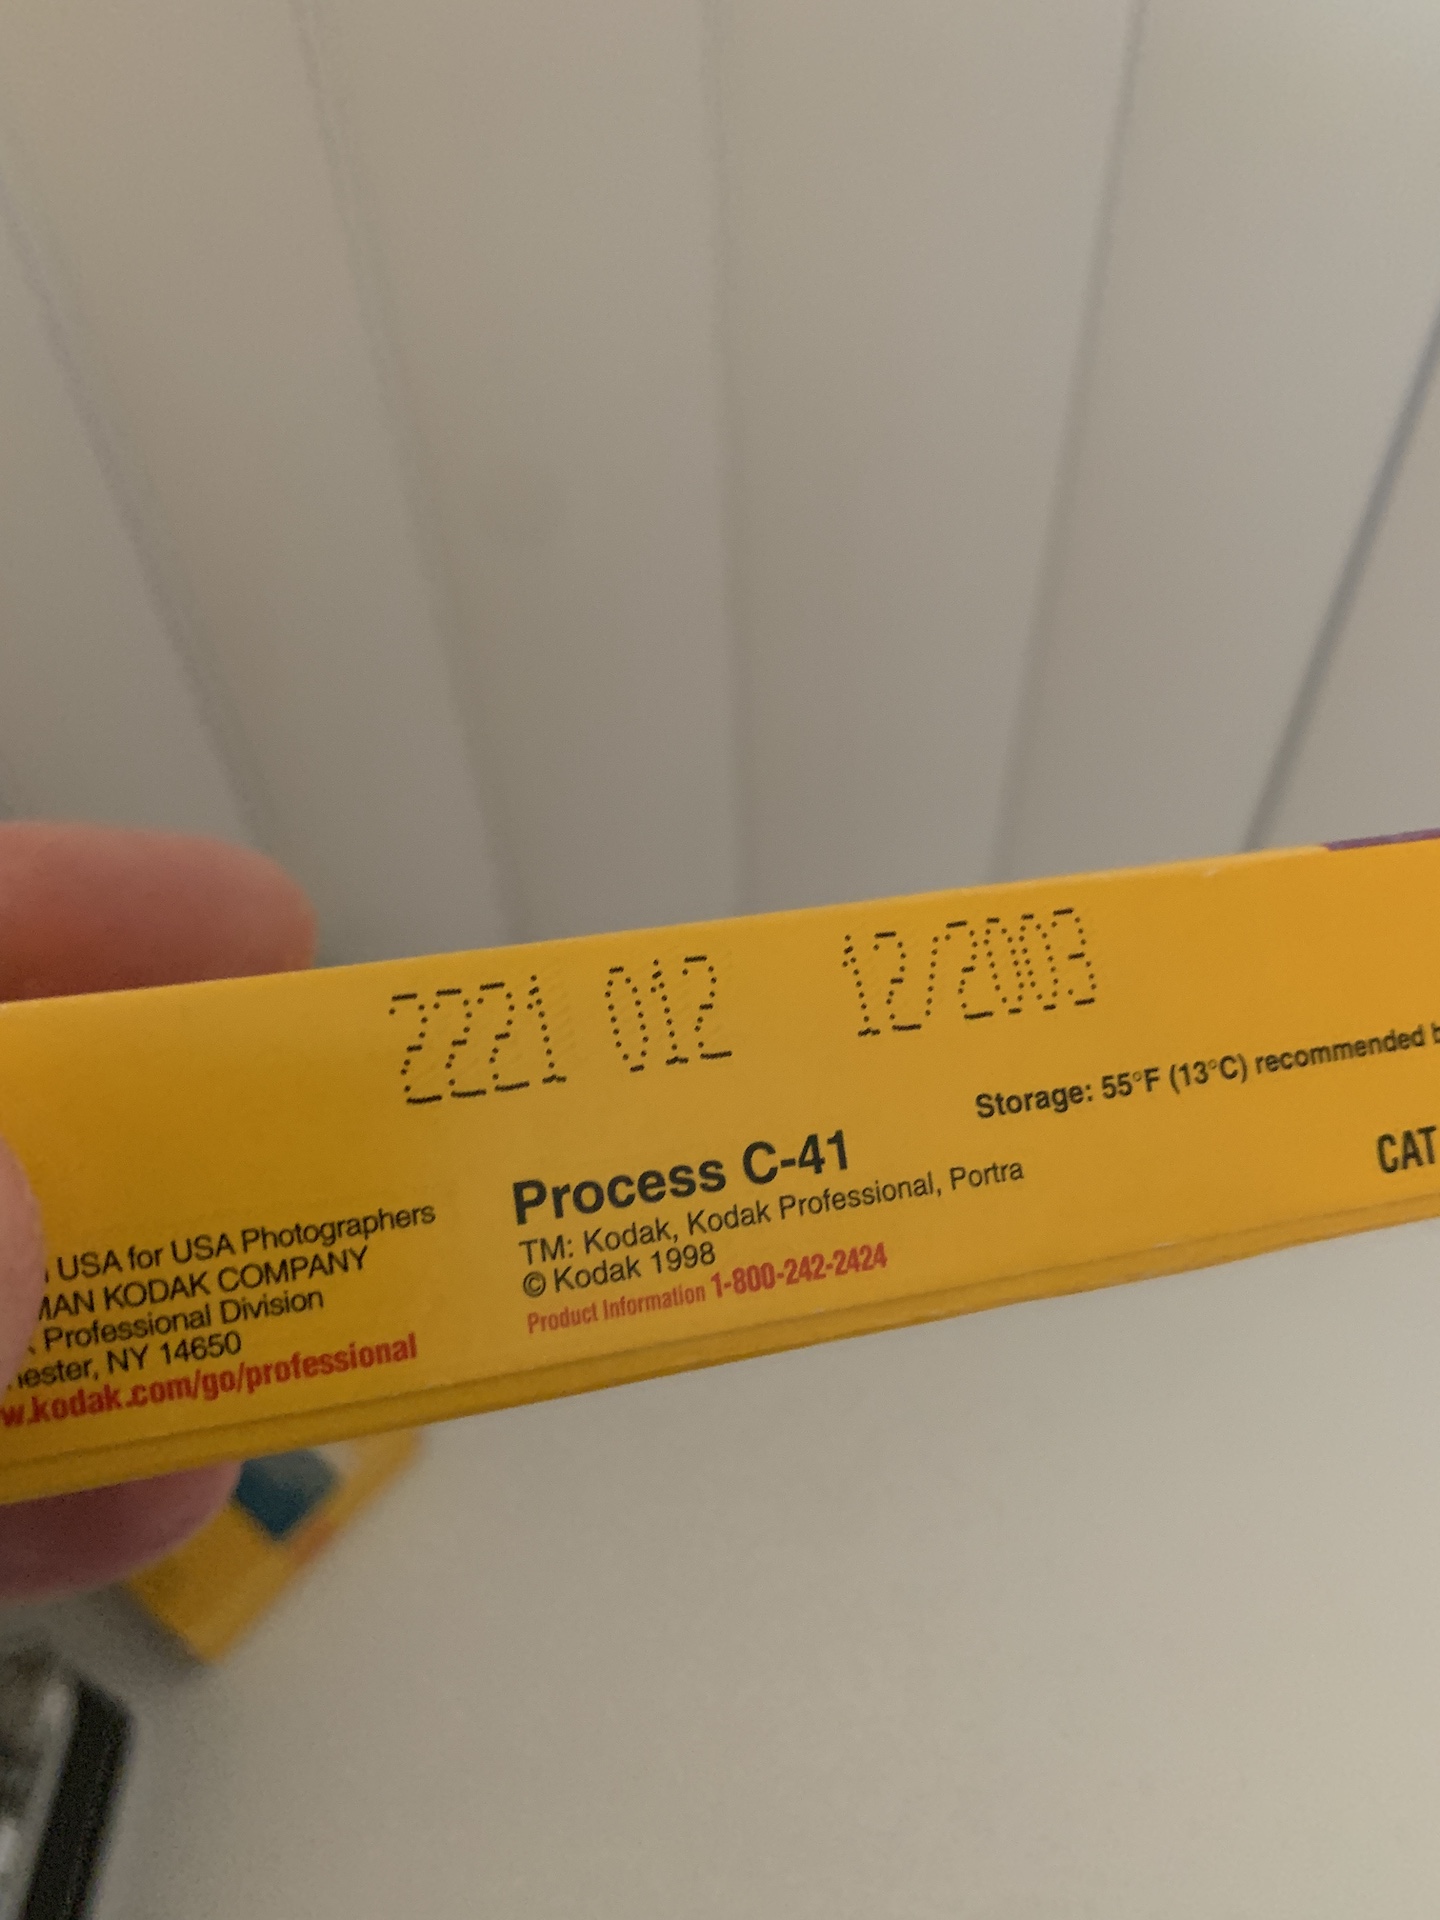 2221 012 12/2003
Storage: 55°F (13°C) recommended
CAT
Process C-41
TM: Kodak, Kodak Professional, Portra
© Kodak 1998
Product Information 1-800-242-2424
USA for USA Photographers
MAN KODAK COMPANY
Professional Division
hester, NY 14650
w.kodak.com/go/professional